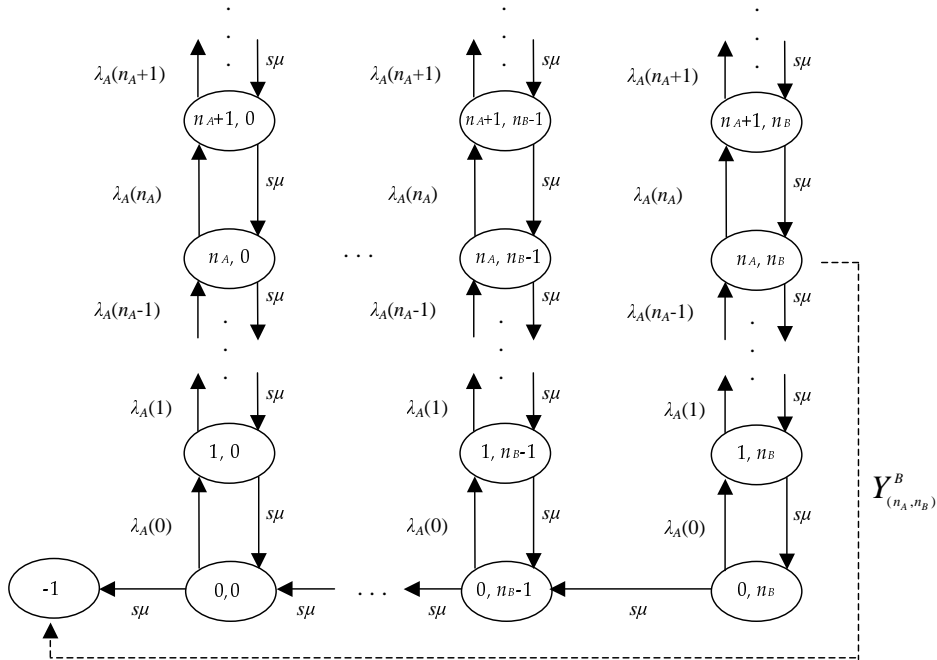 sμ sμ sμ
λA(nA+1) λA(nA+1) λA(nA+1)
nA+1, 0 nA+1, nB-1 nA+1, nB
sμ sμ sμ
λA(nA) λA(nA) λA(nA)
nA, 0 . . . nA, nB-1 nA, nB
sμ sμ sμ
λA(nA-1) λA(nA-1) λA(nA-1)
sμ sμ sμ
λA(1) λA(1) λA(1)
1, 0 1, nB-1 1, nB
Y^B_(nA,nB)
sμ sμ sμ
λA(0) λA(0) λA(0)
-1 0,0 . . . 0, nB-1 0, nB
sμ sμ sμ sμ